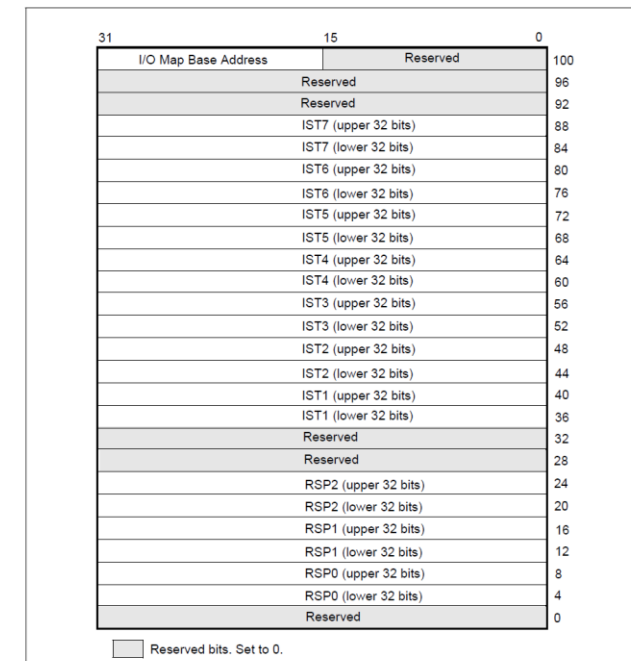 31 15 0
I/O Map Base Address Reserved 100
Reserved 96
Reserved 92
IST7 (upper 32 bits) 88
IST7 (lower 32 bits) 84
IST6 (upper 32 bits) 80
IST6 (lower 32 bits) 76
IST5 (upper 32 bits) 72
IST5 (lower 32 bits) 68
IST4 (upper 32 bits) 64
IST4 (lower 32 bits) 60
IST3 (upper 32 bits) 56
IST3 (lower 32 bits) 52
IST2 (upper 32 bits) 48
IST2 (lower 32 bits) 44
IST1 (upper 32 bits) 40
IST1 (lower 32 bits) 36
Reserved 32
Reserved 28
RSP2 (upper 32 bits) 24
RSP2 (lower 32 bits) 20
RSP1 (upper 32 bits) 16
RSP1 (lower 32 bits) 12
RSP0 (upper 32 bits) 8
RSP0 (lower 32 bits) 4
Reserved 0
Reserved bits. Set to 0.